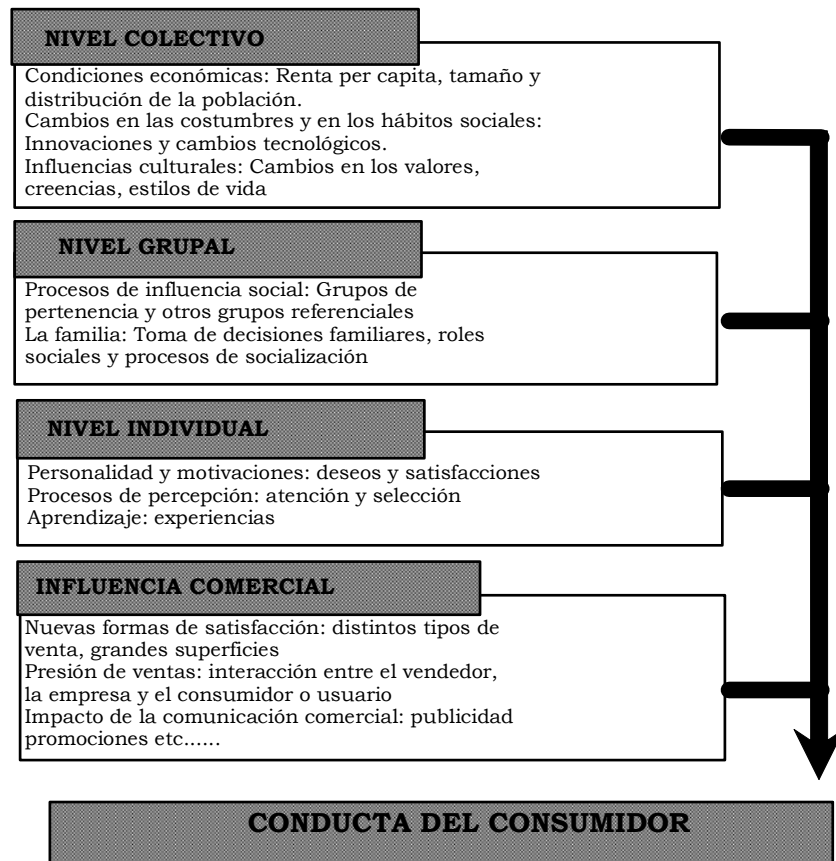 NIVEL COLECTIVO
Condiciones económicas: Renta per capita, tamaño y
distribución de la población.
Cambios en las costumbres y en los hábitos sociales:
Innovaciones y cambios tecnológicos.
Influencias culturales: Cambios en los valores,
creencias, estilos de vida
NIVEL GRUPAL
Procesos de influencia social: Grupos de
pertenencia y otros grupos referenciales
La familia: Toma de decisiones familiares, roles
sociales y procesos de socialización
NIVEL INDIVIDUAL
Personalidad y motivaciones: deseos y satisfacciones
Procesos de percepción: atención y selección
Aprendizaje: experiencias
INFLUENCIA COMERCIAL
Nuevas formas de satisfacción: distintos tipos de
venta, grandes superficies
Presión de ventas: interacción entre el vendedor,
la empresa y el consumidor o usuario
Impacto de la comunicación comercial: publicidad
promociones etc......
CONDUCTA DEL CONSUMIDOR